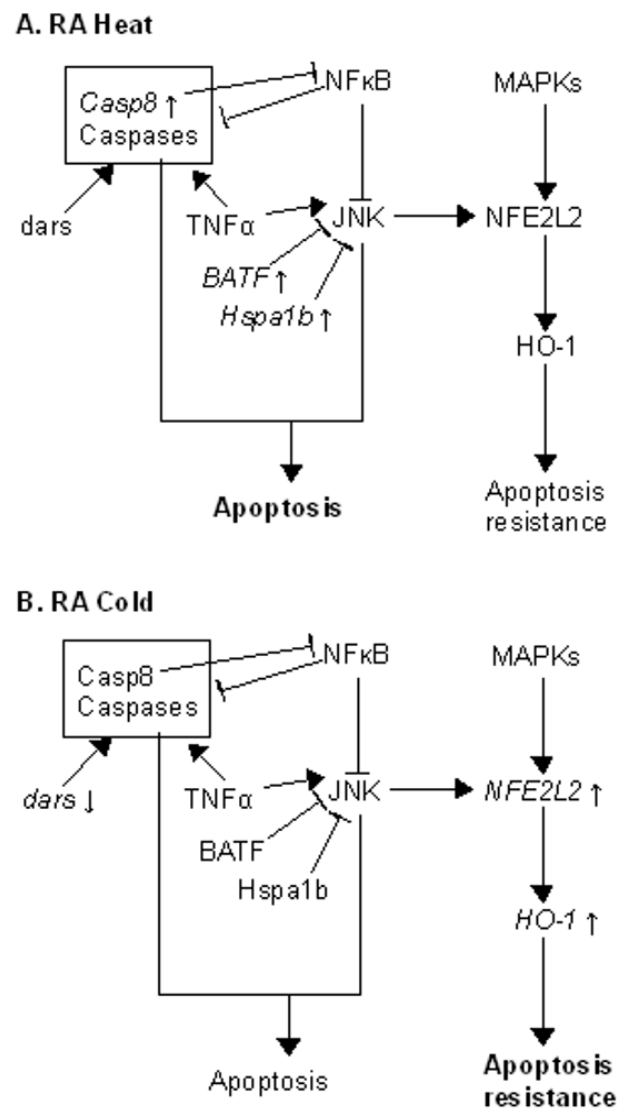 A. RA Heat
Casp8 ↑
Caspases
NFκB
MAPKs
dars
TNFα
JNK
NFE2L2
BATF ↑
Hspa1b ↑
HO-1
Apoptosis
Apoptosis
resistance
B. RA Cold
Casp8
Caspases
NFκB
MAPKs
dars ↓
TNFα
JNK
NFE2L2 ↑
BATF
Hspa1b
HO-1 ↑
Apoptosis
Apoptosis
resistance